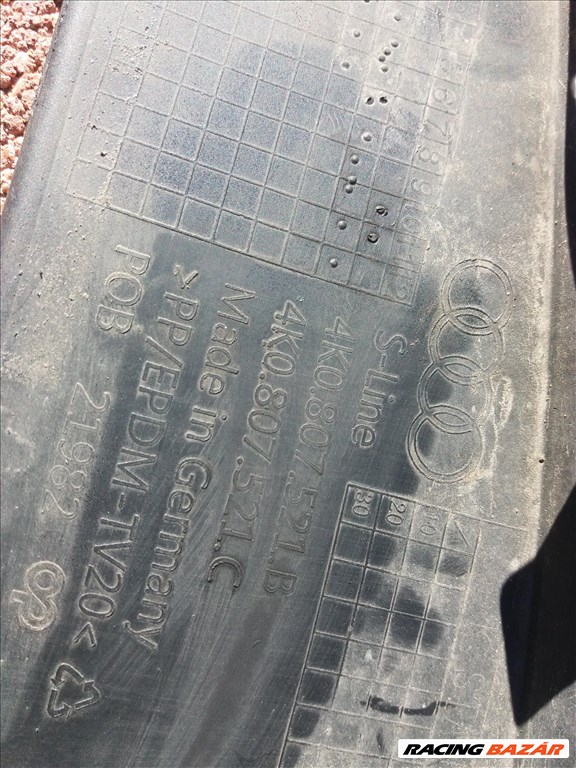 S-Line
4K0.807.521.B
4K0.807.521.C
Made in Germany
>PP/EPDM-TV20<
POB 21982
10
20
30
RACING BAZÁR